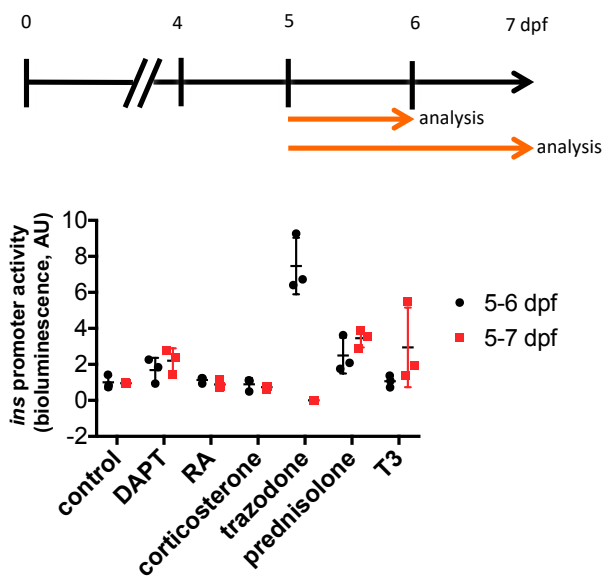 0 4 5 6 7 dpf
analysis
analysis
ins promoter activity
(bioluminescence, AU)
10
8
6
4
2
0
-2
control
DAPT
RA
corticosterone
trazodone
prednisolone
T3
5-6 dpf
5-7 dpf